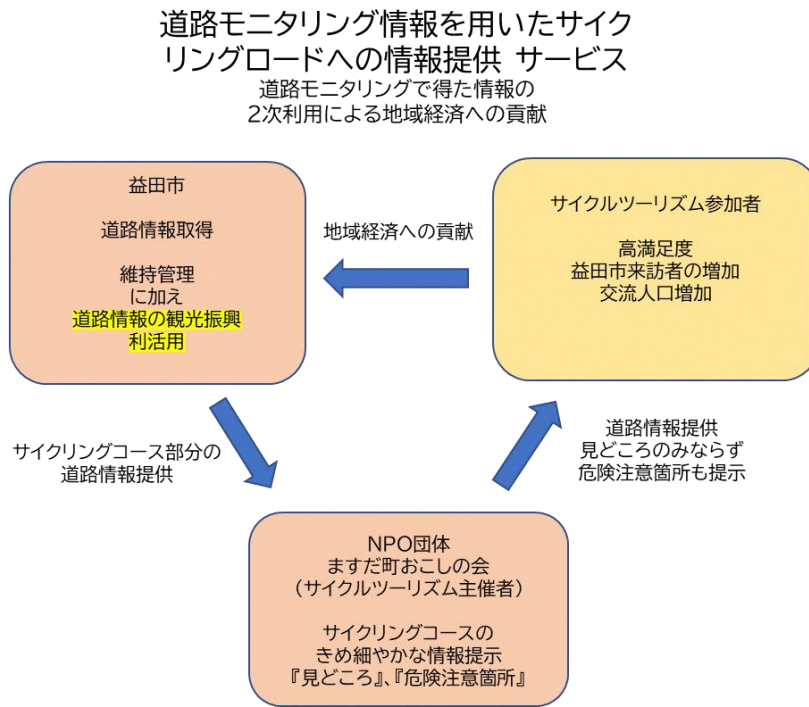 道路モニタリング情報を用いたサイク
リングロードへの情報提供 サービス
道路モニタリングで得た情報の
2次利用による地域経済への貢献
益田市
道路情報取得
維持管理
に加え
道路情報の観光振興
利活用
地域経済への貢献
サイクルツーリズム参加者
高満足度
益田市来訪者の増加
交流人口増加
サイクリングコース部分の
道路情報提供
道路情報提供
見どころのみならず
危険注意箇所も提示
NPO団体
ますだ町おこしの会
（サイクルツーリズム主催者）
サイクリングコースの
きめ細やかな情報提示
『見どころ』、『危険注意箇所』